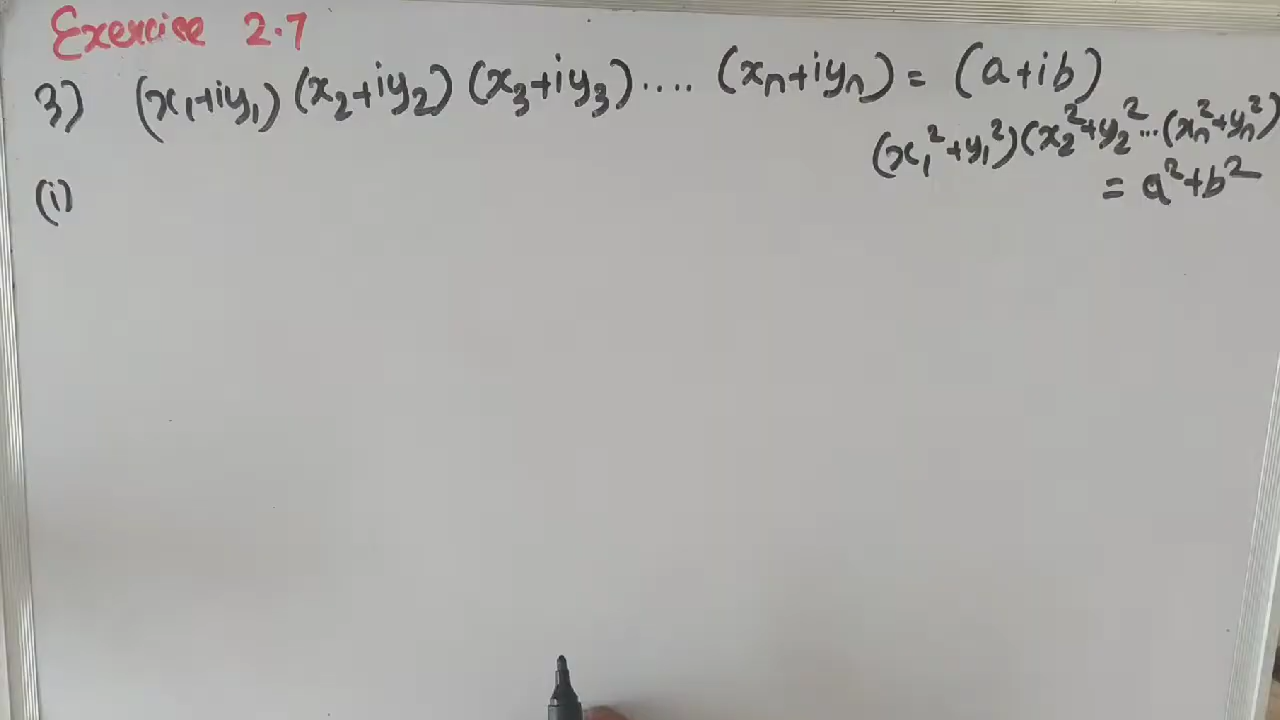 Exercise 2.7
3) (x₁+iy₁) (x₂+iy₂) (x₃+iy₃) .... (xₙ+iyₙ) = (a+ib)
(x₁²+y₁²)(x₂²+y₂²...(xₙ²+yₙ²)
= a²+b²
(i)